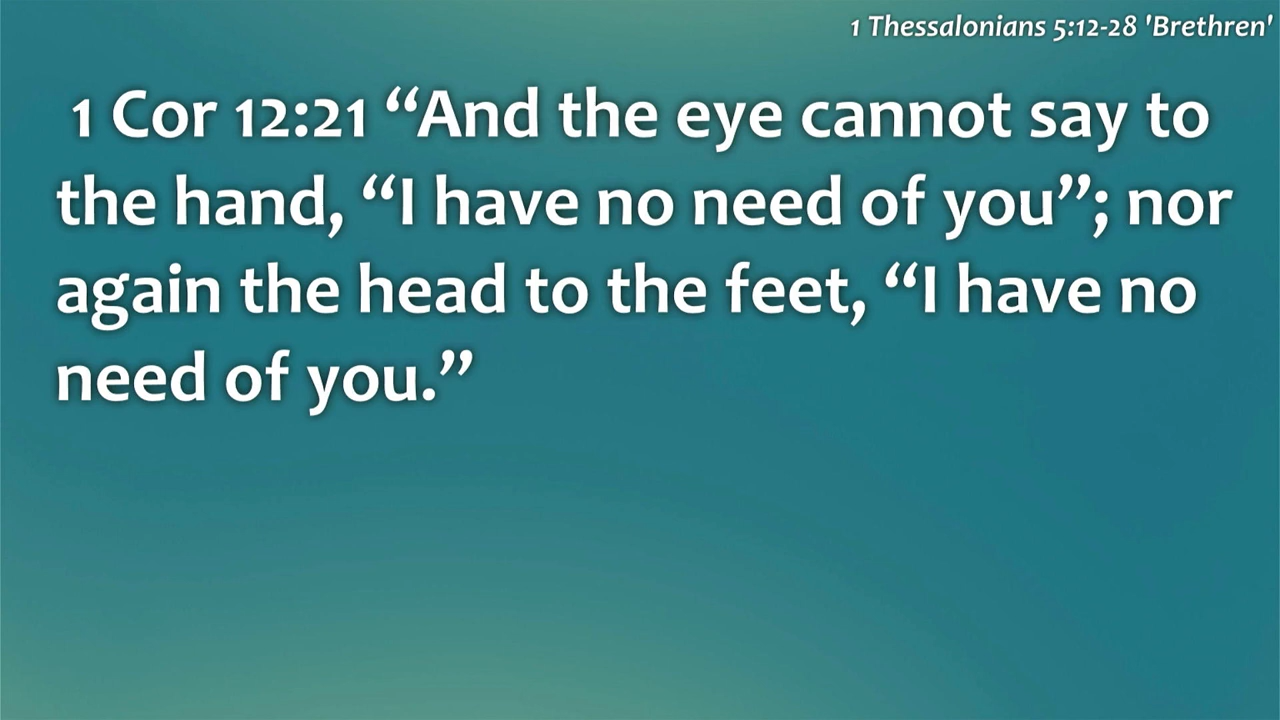 1 Thessalonians 5:12-28 'Brethren'
1 Cor 12:21 “And the eye cannot say to
the hand, “I have no need of you”; nor
again the head to the feet, “I have no
need of you.”